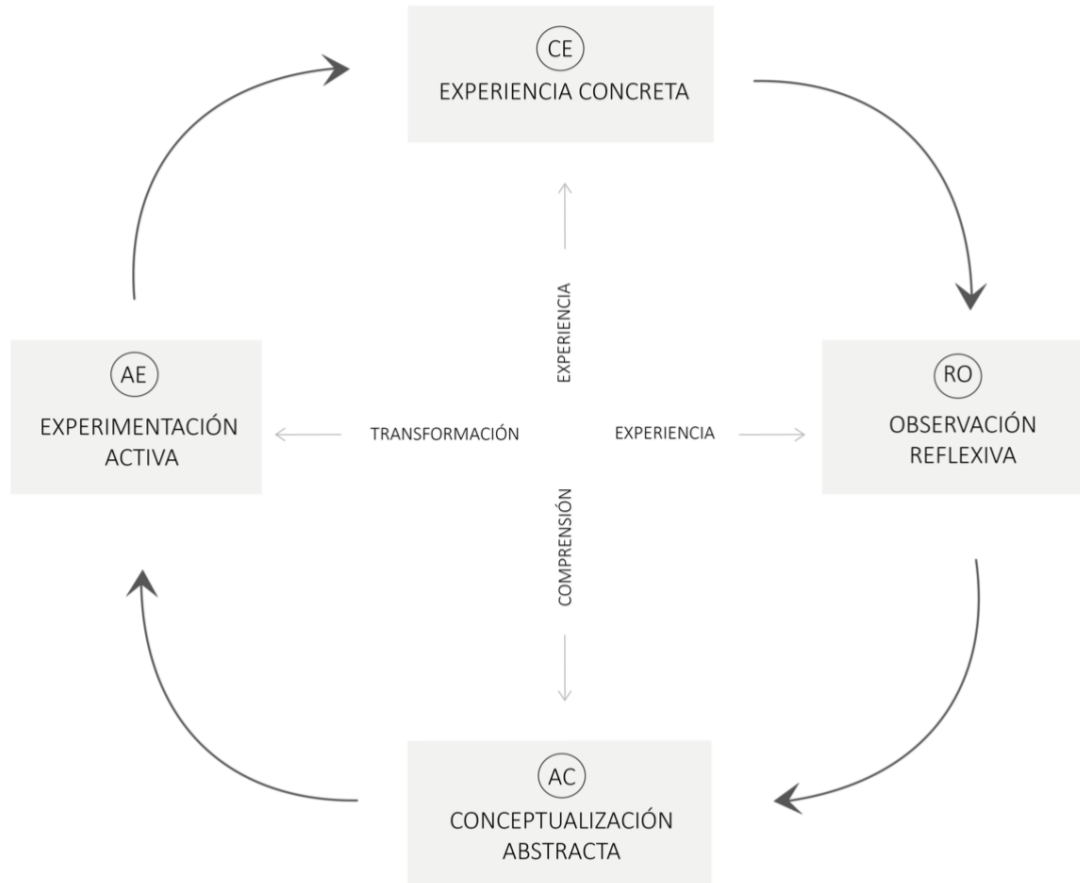 CE
EXPERIENCIA CONCRETA
EXPERIENCIA
AE
EXPERIMENTACIÓN
ACTIVA
TRANSFORMACIÓN
EXPERIENCIA
RO
OBSERVACIÓN
REFLEXIVA
COMPRENSIÓN
AC
CONCEPTUALIZACIÓN
ABSTRACTA